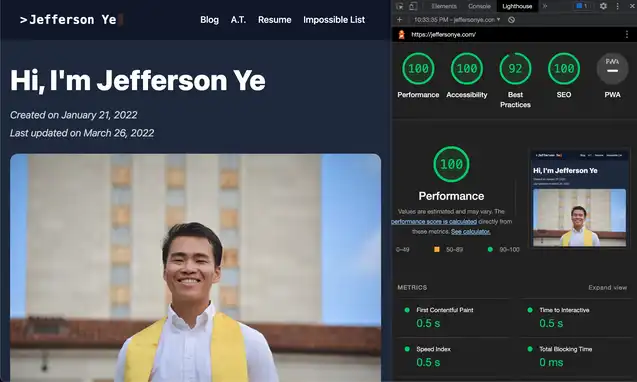 >Jefferson Ye
Blog A.T. Resume Impossible List
Hi, I'm Jefferson Ye
Created on January 21, 2022
Last updated on March 26, 2022
Elements Console Lighthouse » 1
+ 10:33:35 PM - jeffersonye.con
https://jeffersonye.com/
100 100 92 100 PWA
Performance Accessibility Best Practices SEO PWA
100
Performance
Values are estimated and may vary. The
performance score is calculated directly
from these metrics. See calculator.
0–49 50–89 90–100
>Jefferson Ye
Hi, I'm Jefferson Ye
METRICS Expand view
First Contentful Paint Time to Interactive
0.5 s 0.5 s
Speed Index Total Blocking Time
0.5 s 0 ms